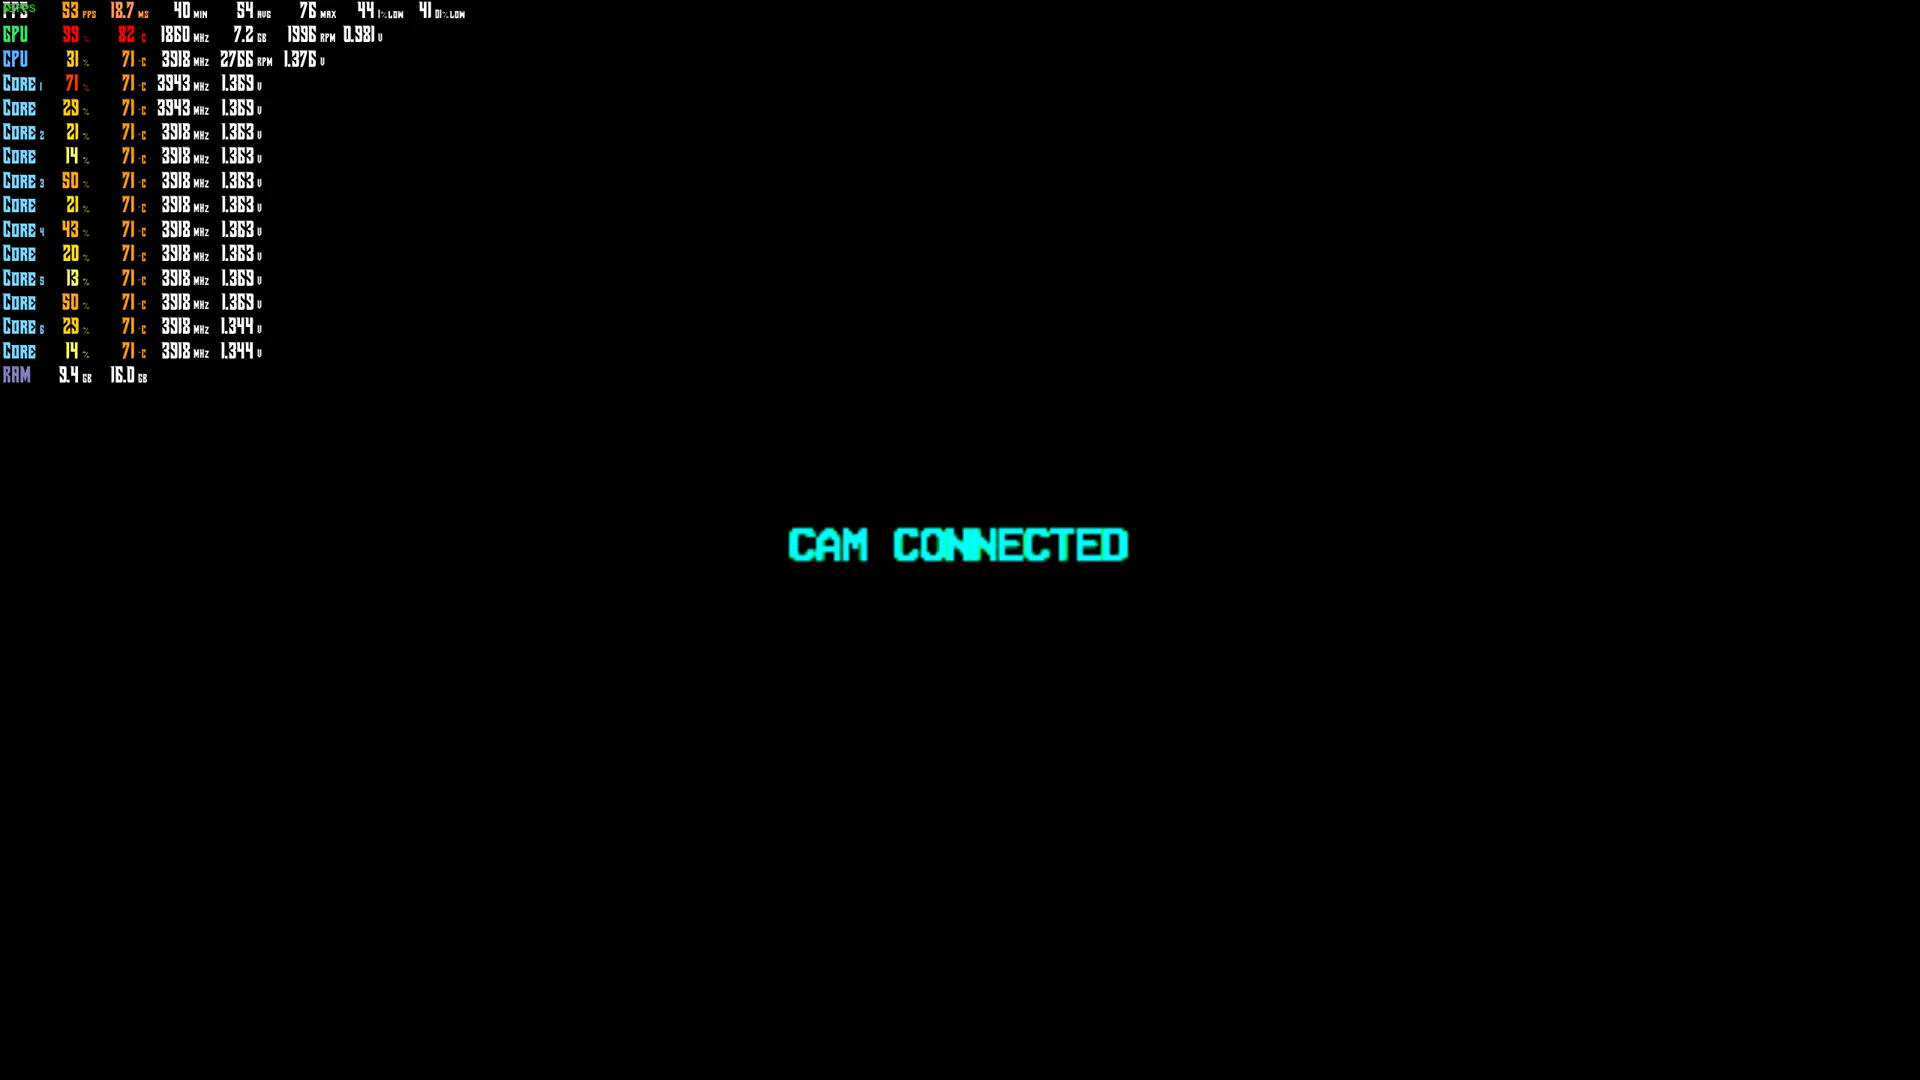 FPS 53 FPS 18.7 MS 40 MIN 54 AVG 76 MAX 44 1% LOW 41 01% LOW
GPU 99 % 82 °C 1860 MHZ 7.2 GB 1996 RPM 0.981 V
CPU 31 % 71 °C 3918 MHZ 2766 RPM 1.376 V
CORE 1 71 % 71 °C 3943 MHZ 1.369 V
CORE 29 % 71 °C 3943 MHZ 1.369 V
CORE 2 21 % 71 °C 3918 MHZ 1.363 V
CORE 14 % 71 °C 3918 MHZ 1.363 V
CORE 3 50 % 71 °C 3918 MHZ 1.363 V
CORE 21 % 71 °C 3918 MHZ 1.363 V
CORE 4 43 % 71 °C 3918 MHZ 1.363 V
CORE 20 % 71 °C 3918 MHZ 1.363 V
CORE 5 13 % 71 °C 3918 MHZ 1.369 V
CORE 50 % 71 °C 3918 MHZ 1.369 V
CORE 6 29 % 71 °C 3918 MHZ 1.344 V
CORE 14 % 71 °C 3918 MHZ 1.344 V
RAM 9.4 GB 16.0 GB
CAM CONNECTED